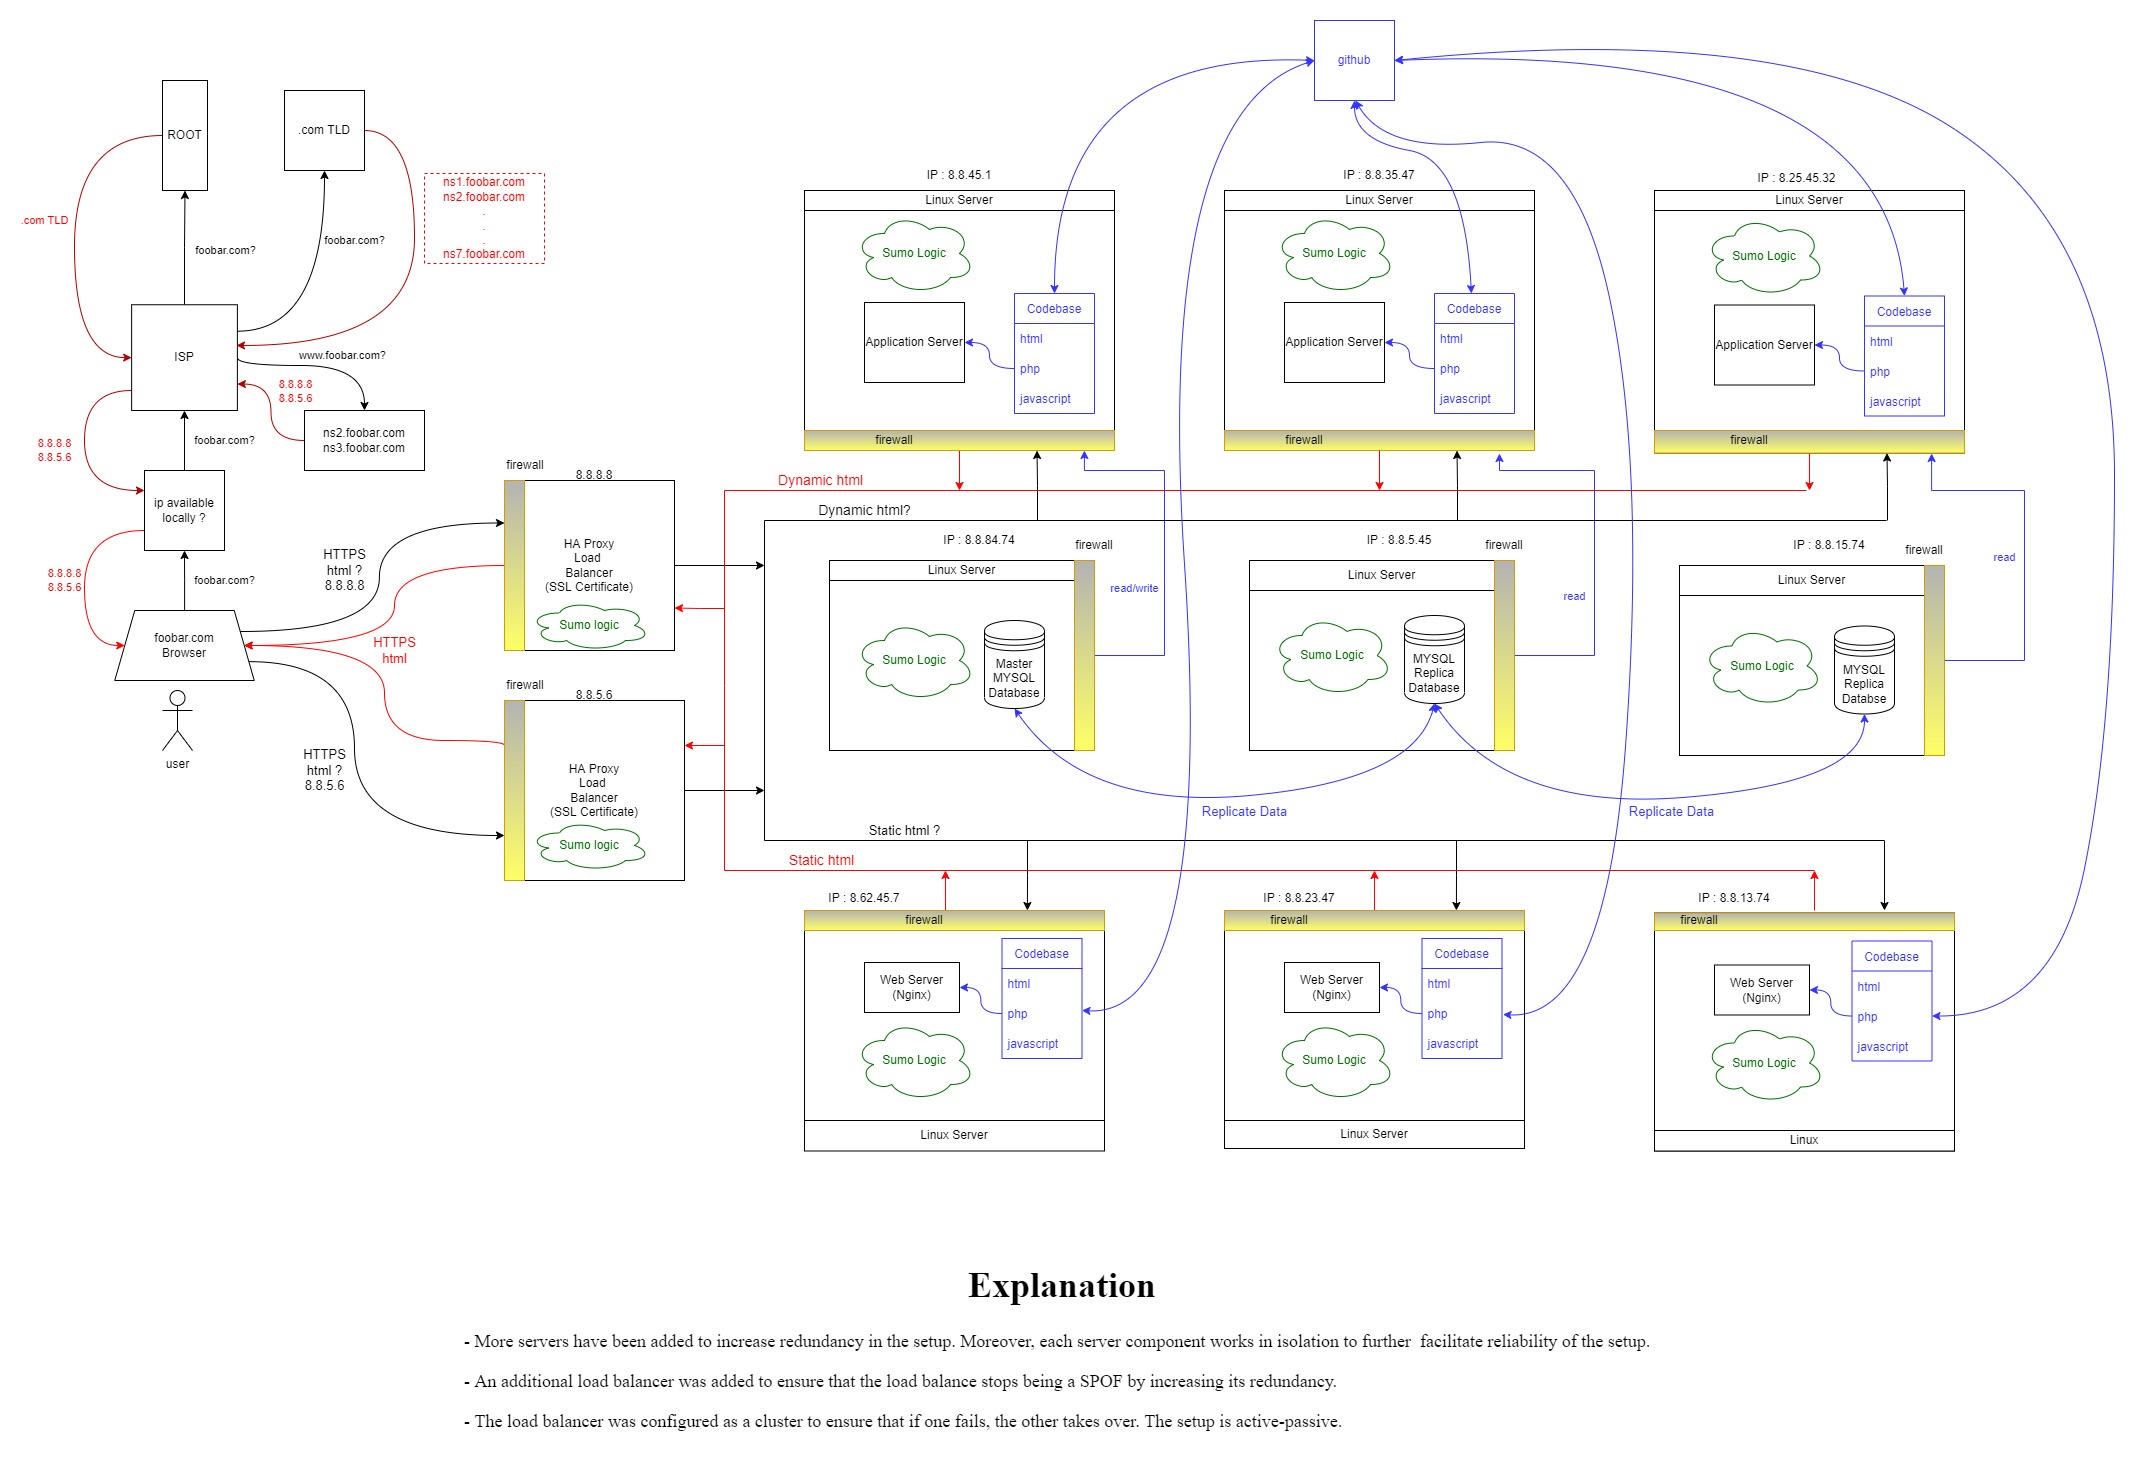 github
ROOT
.com TLD
ns1.foobar.com
ns2.foobar.com
.
.
.
ns7.foobar.com
.com TLD
foobar.com?
foobar.com?
ISP
www.foobar.com?
8.8.8.8
8.8.5.6
ns2.foobar.com
ns3.foobar.com
8.8.8.8
8.8.5.6
foobar.com?
ip available
locally ?
8.8.8.8
8.8.5.6
foobar.com?
foobar.com
Browser
user
HTTPS
html ?
8.8.8.8
HTTPS
html
HTTPS
html ?
8.8.5.6
firewall
8.8.8.8
HA Proxy
Load
Balancer
(SSL Certificate)
Sumo logic
firewall
8.8.5.6
HA Proxy
Load
Balancer
(SSL Certificate)
Sumo logic
IP : 8.8.45.1
Linux Server
Sumo Logic
Application Server
Codebase
html
php
javascript
firewall
IP : 8.8.35.47
Linux Server
Sumo Logic
Application Server
Codebase
html
php
javascript
firewall
IP : 8.25.45.32
Linux Server
Sumo Logic
Application Server
Codebase
html
php
javascript
firewall
Dynamic html
Dynamic html?
IP : 8.8.84.74
firewall
Linux Server
Sumo Logic
Master
MYSQL
Database
read/write
IP : 8.8.5.45
firewall
Linux Server
Sumo Logic
MYSQL
Replica
Database
read
IP : 8.8.15.74
firewall
Linux Server
Sumo Logic
MYSQL
Replica
Databse
read
Replicate Data
Replicate Data
Static html ?
Static html
IP : 8.62.45.7
firewall
Web Server
(Nginx)
Codebase
html
php
javascript
Sumo Logic
Linux Server
IP : 8.8.23.47
firewall
Web Server
(Nginx)
Codebase
html
php
javascript
Sumo Logic
Linux Server
IP : 8.8.13.74
firewall
Web Server
(Nginx)
Codebase
html
php
javascript
Sumo Logic
Linux
Explanation
- More servers have been added to increase redundancy in the setup. Moreover, each server component works in isolation to further facilitate reliability of the setup.
- An additional load balancer was added to ensure that the load balance stops being a SPOF by increasing its redundancy.
- The load balancer was configured as a cluster to ensure that if one fails, the other takes over. The setup is active-passive.